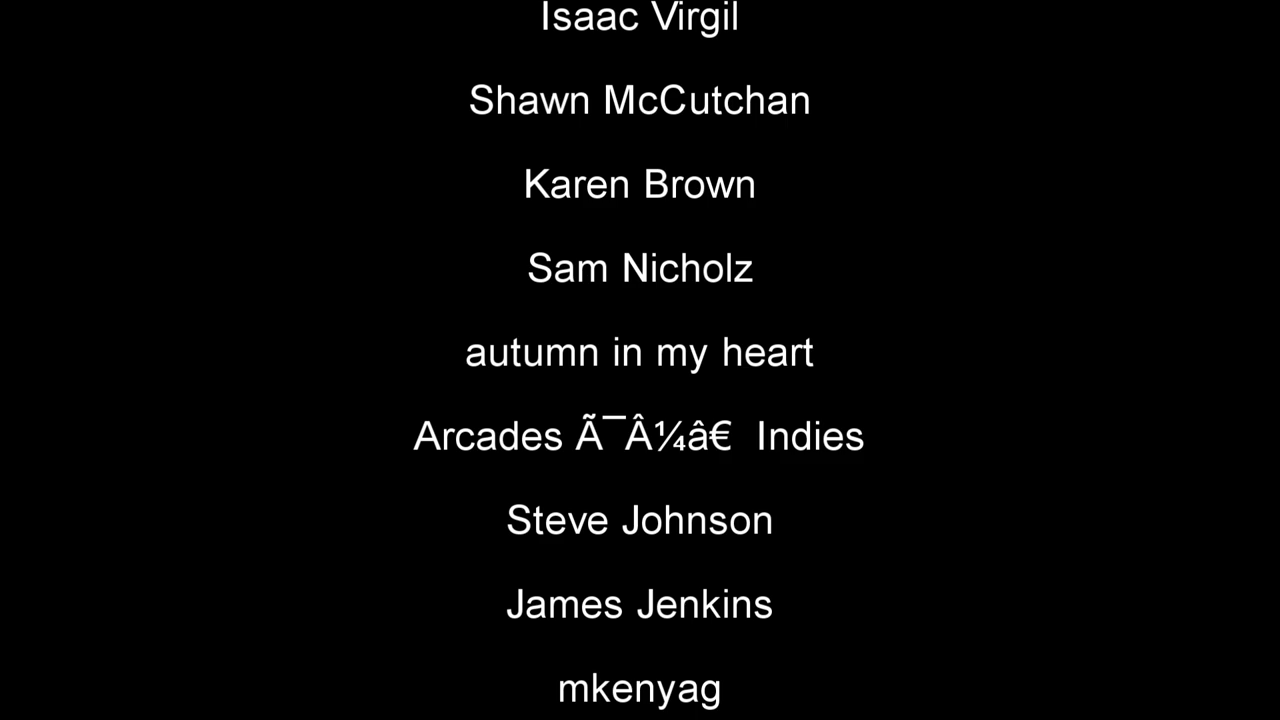 Isaac Virgil
Shawn McCutchan
Karen Brown
Sam Nicholz
autumn in my heart
Arcades Ã¯Â¼â€  Indies
Steve Johnson
James Jenkins
mkenyag